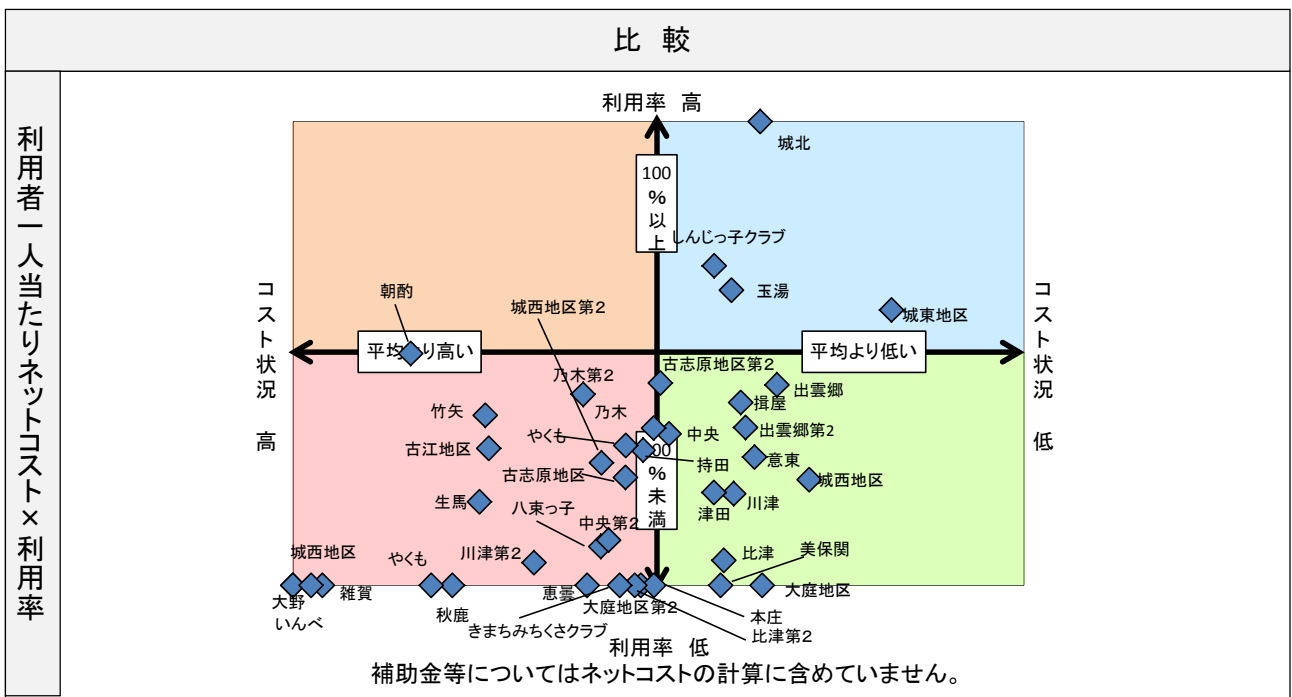 比 較
利用者一人当たりネットコスト×利用率
利用率 高
城北
100%以上
しんじっ子クラブ
玉湯
城東地区
コスト状況 高
朝酌
城西地区第2
平均より高い
平均より低い
コスト状況 低
古志原地区第2
乃木第2
出雲郷
揖屋
竹矢
乃木
出雲郷第2
中央
やくも
古江地区
持田
意東
古志原地区
100%未満
城西地区
生馬
八束っ子
津田
川津
中央第2
川津第2
比津
美保関
城西地区
やくも
大野
雑賀
いんべ
秋鹿
恵曇
大庭地区第2
大庭地区
本庄
きまちみちくさクラブ
比津第2
利用率 低
補助金等についてはネットコストの計算に含めていません。